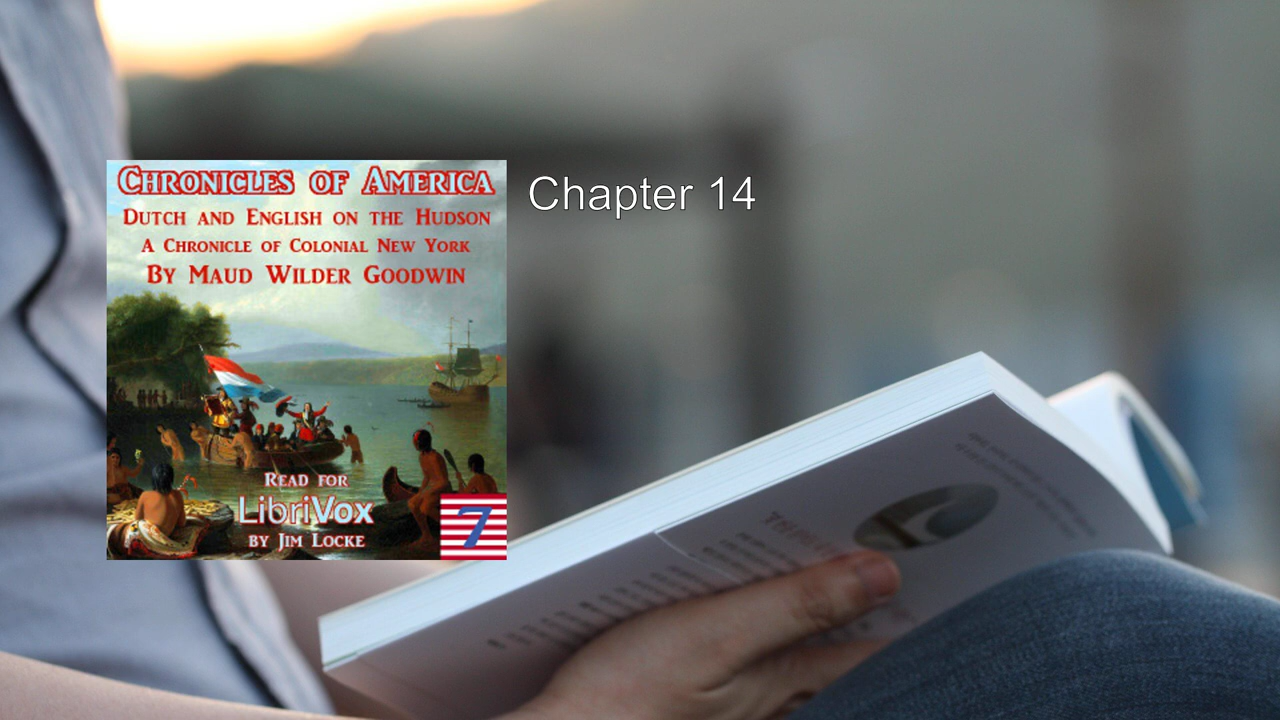 CHRONICLES OF AMERICA
DUTCH AND ENGLISH ON THE HUDSON
A CHRONICLE OF COLONIAL NEW YORK
BY MAUD WILDER GOODWIN
READ FOR
LibriVox
BY JIM LOCKE
7
Chapter 14